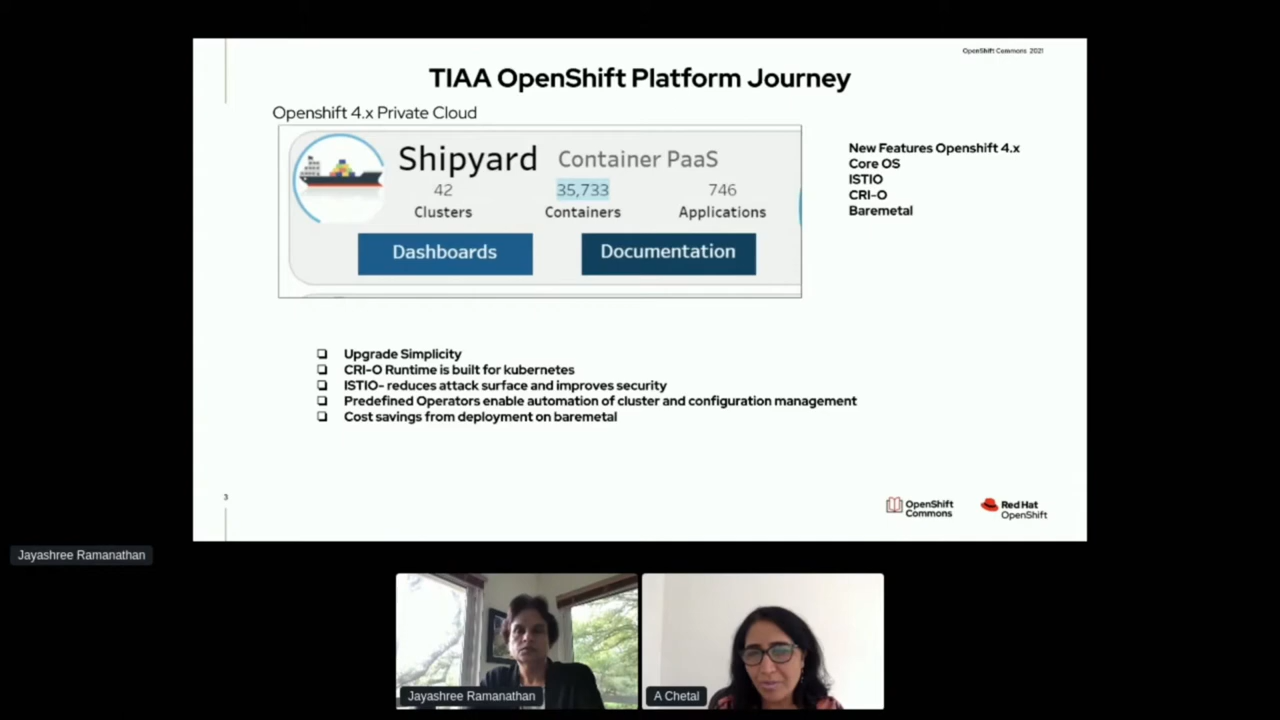 OpenShift Commons 2021
TIAA OpenShift Platform Journey
Openshift 4.x Private Cloud
Shipyard Container PaaS
42 35,733 746
Clusters Containers Applications
Dashboards Documentation
New Features Openshift 4.x
Core OS
ISTIO
CRI-O
Baremetal
❏ Upgrade Simplicity
❏ CRI-O Runtime is built for kubernetes
❏ ISTIO- reduces attack surface and improves security
❏ Predefined Operators enable automation of cluster and configuration management
❏ Cost savings from deployment on baremetal
3
OpenShift
Commons
Red Hat
OpenShift
Jayashree Ramanathan
Jayashree Ramanathan
A Chetal